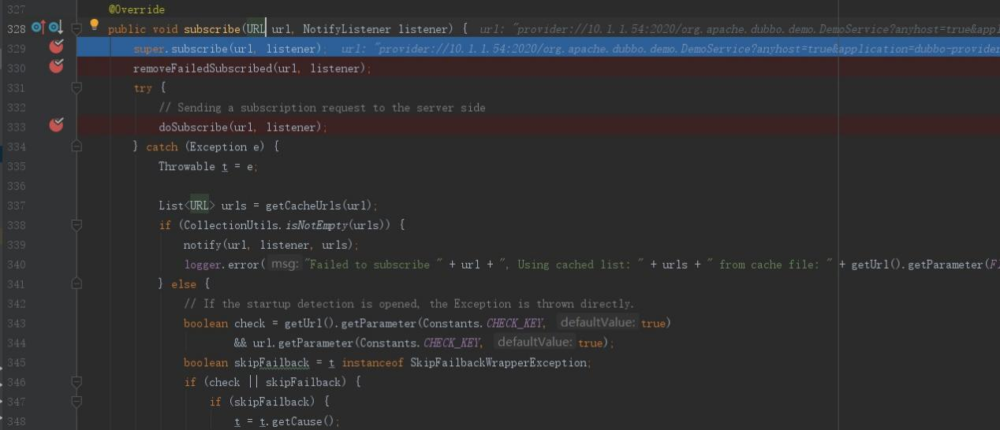 327 @Override
328 public void subscribe(URL url, NotifyListener listener) { url: "provider://10.1.1.54:2020/org.apache.dubbo.demo.DemoService?anyhost=true&appl
329 super.subscribe(url, listener); url: "provider://10.1.1.54:2020/org.apache.dubbo.demo.DemoService?anyhost=true&application=dubbo-provider
330 removeFailedSubscribed(url, listener);
331 try {
332 // Sending a subscription request to the server side
333 doSubscribe(url, listener);
334 } catch (Exception e) {
335 Throwable t = e;
336
337 List<URL> urls = getCacheUrls(url);
338 if (CollectionUtils.isNotEmpty(urls)) {
339 notify(url, listener, urls);
340 logger.error( msg: "Failed to subscribe " + url + ", Using cached list: " + urls + " from cache file: " + getUrl().getParameter(F
341 } else {
342 // If the startup detection is opened, the Exception is thrown directly.
343 boolean check = getUrl().getParameter(Constants.CHECK_KEY, defaultValue: true)
344 && url.getParameter(Constants.CHECK_KEY, defaultValue: true);
345 boolean skipFailback = t instanceof SkipFailbackWrapperException;
346 if (check || skipFailback) {
347 if (skipFailback) {
348 t = t.getCause();